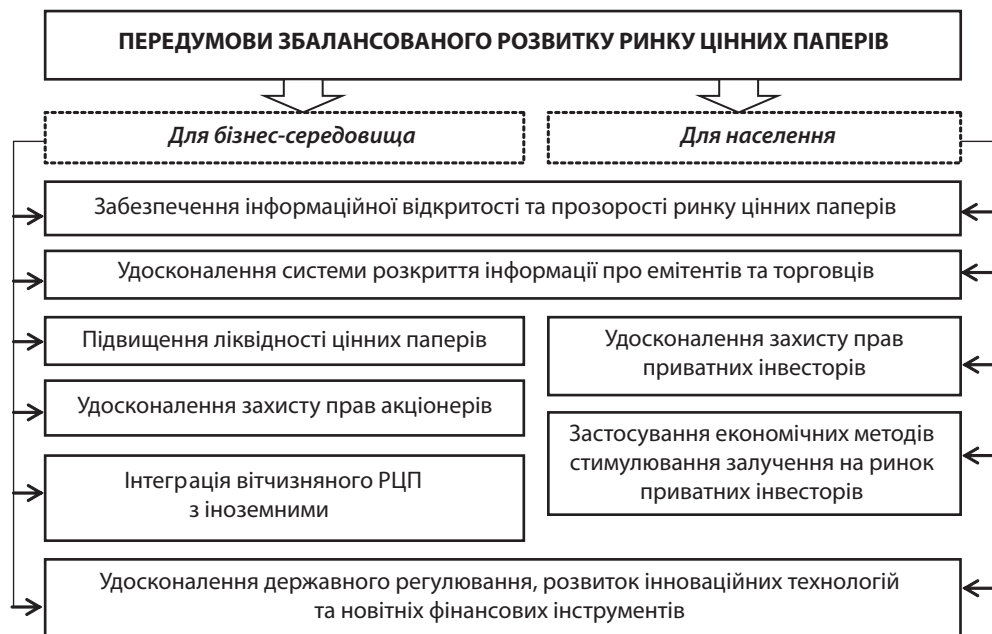 ПЕРЕДУМОВИ ЗБАЛАНСОВАНОГО РОЗВИТКУ РИНКУ ЦІННИХ ПАПЕРІВ
Для бізнес-середовища
Для населення
Забезпечення інформаційної відкритості та прозорості ринку цінних паперів
Удосконалення системи розкриття інформації про емітентів та торговців
Підвищення ліквідності цінних паперів
Удосконалення захисту прав акціонерів
Інтеграція вітчизняного РЦП
з іноземними
Удосконалення захисту прав
приватних інвесторів
Застосування економічних методів
стимулювання залучення на ринок
приватних інвесторів
Удосконалення державного регулювання, розвиток інноваційних технологій
та новітніх фінансових інструментів